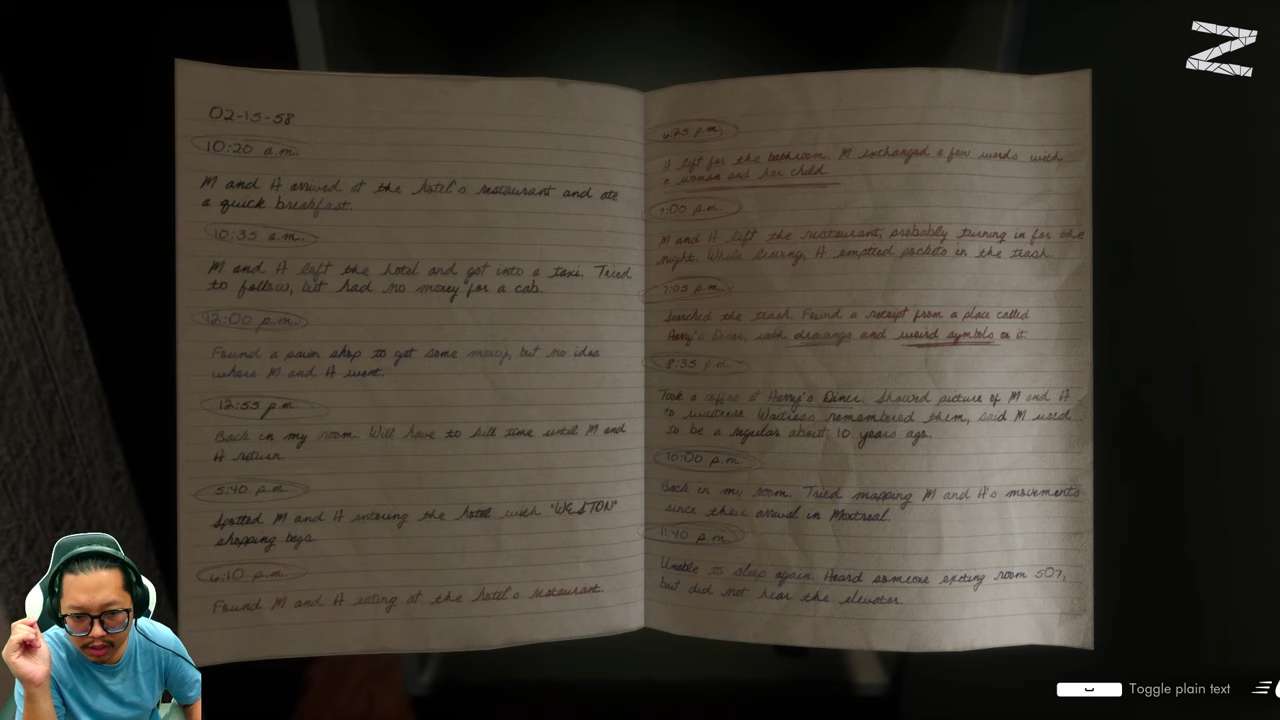 02-15-58
10:20 a.m.
M and A arrived at the hotel's restaurant and ate
a quick breakfast.
10:35 a.m.
M and A left the hotel and got into a taxi. Tried
to follow, but had no money for a cab.
12:00 p.m.
Found a pawn shop to get some money, but no idea
where M and A went.
12:55 p.m.
Back in my room. Will have to kill time until M and
A return.
5:40 p.m.
Spotted M and A entering the hotel with "WESTON"
shopping bags
6:10 p.m.
Found M and A eating at the hotel's restaurant.
6:25 p.m.
A left for the bathroom. M exchanged a few words with
a woman and her child.
7:00 p.m.
M and A left the restaurant, probably turning in for the
night. While leaving, A emptied pockets in the trash.
7:05 p.m.
Searched the trash. Found a receipt from a place called
Harry's Diner, with drawings and weird symbols on it.
8:35 p.m.
Took a coffee at Harry's Diner. Showed picture of M and A
to waitress. Waitress remembered them, said M used
to be a regular about 10 years ago.
10:00 p.m.
Back in my room. Tried mapping M and A's movements
since their arrival in Montreal.
11:40 p.m.
Unable to sleep again. Heard someone exiting room 507,
but did not hear the elevator.
Toggle plain text